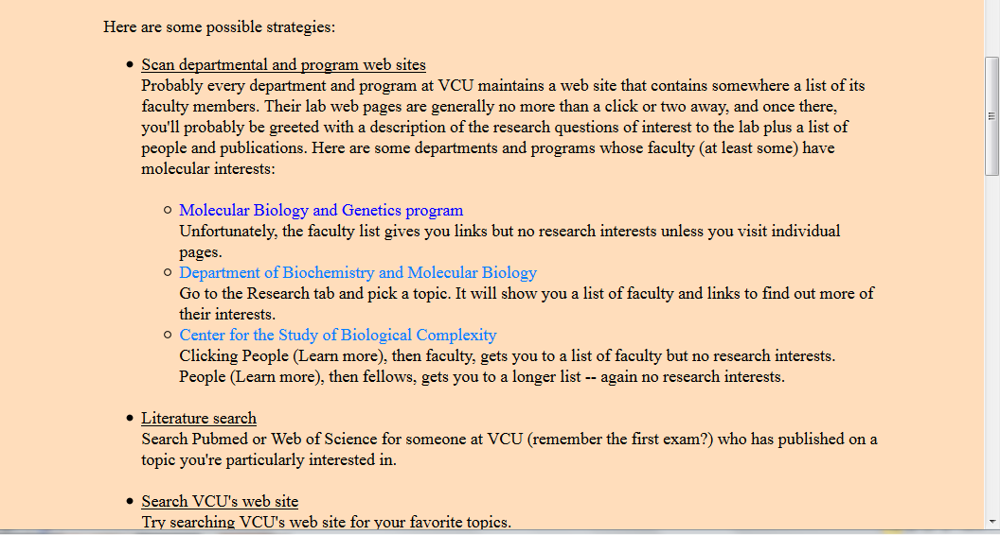 Here are some possible strategies:
Scan departmental and program web sites
Probably every department and program at VCU maintains a web site that contains somewhere a list of its
faculty members. Their lab web pages are generally no more than a click or two away, and once there,
you'll probably be greeted with a description of the research questions of interest to the lab plus a list of
people and publications. Here are some departments and programs whose faculty (at least some) have
molecular interests:
Molecular Biology and Genetics program
Unfortunately, the faculty list gives you links but no research interests unless you visit individual
pages.
Department of Biochemistry and Molecular Biology
Go to the Research tab and pick a topic. It will show you a list of faculty and links to find out more of
their interests.
Center for the Study of Biological Complexity
Clicking People (Learn more), then faculty, gets you to a list of faculty but no research interests.
People (Learn more), then fellows, gets you to a longer list -- again no research interests.
Literature search
Search Pubmed or Web of Science for someone at VCU (remember the first exam?) who has published on a
topic you're particularly interested in.
Search VCU's web site
Try searching VCU's web site for your favorite topics.